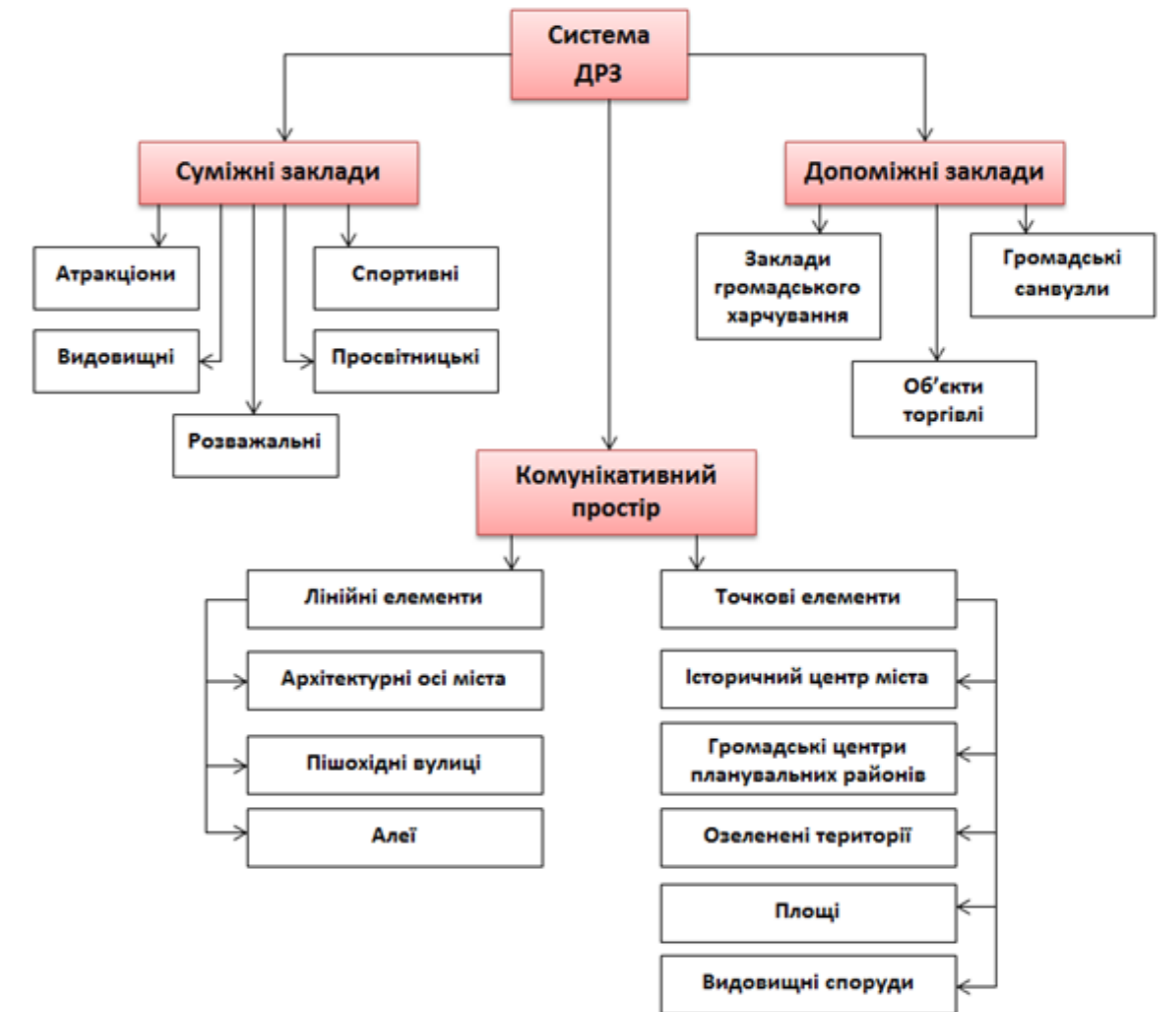 Система
ДРЗ
Суміжні заклади
Допоміжні заклади
Атракціони
Спортивні
Видовищні
Просвітницькі
Розважальні
Заклади
громадського
харчування
Громадські
санвузли
Об’єкти
торгівлі
Комунікативний
простір
Лінійні елементи
Архітектурні осі міста
Пішохідні вулиці
Алеї
Точкові елементи
Історичний центр міста
Громадські центри
планувальних районів
Озеленені території
Площі
Видовищні споруди